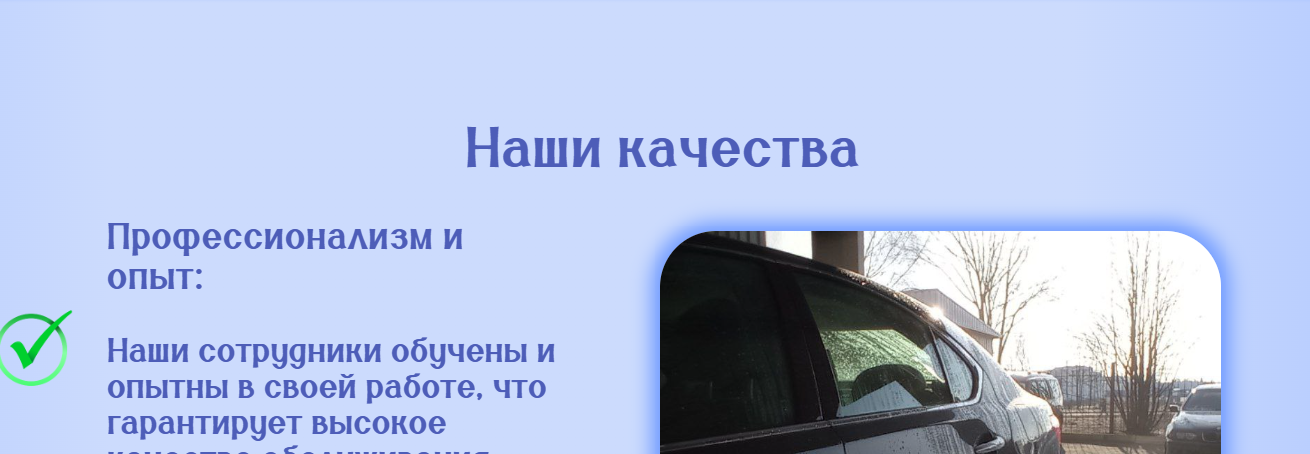 Наши качества
Профессионализм и
опыт:
Наши сотрудники обучены и
опытны в своей работе, что
гарантирует высокое